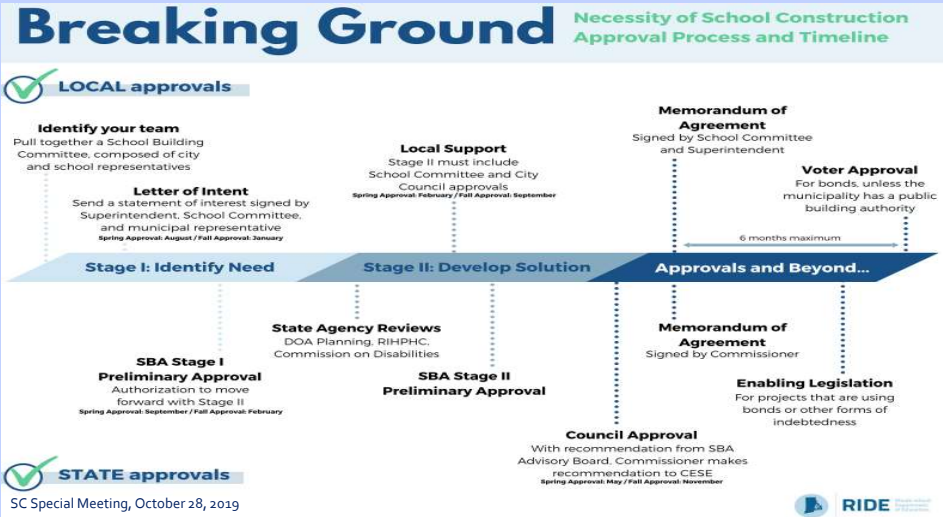 Breaking Ground
Necessity of School Construction
Approval Process and Timeline
LOCAL approvals
Identify your team
Pull together a School Building
Committee, composed of city
and school representatives
Letter of Intent
Send a statement of interest signed by
Superintendent, School Committee,
and municipal representative
Spring Approval: August / Fall Approval: January
Local Support
Stage II must include
School Committee and City
Council approvals
Spring Approval: February / Fall Approval: September
Memorandum of
Agreement
Signed by School Committee
and Superintendent
Voter Approval
For bonds, unless the
municipality has a public
building authority
6 months maximum
Stage I: Identify Need
Stage II: Develop Solution
Approvals and Beyond...
SBA Stage I
Preliminary Approval
Authorization to move
forward with Stage II
Spring Approval: September / Fall Approval: February
State Agency Reviews
DOA Planning, RIHPHC,
Commission on Disabilities
SBA Stage II
Preliminary Approval
Council Approval
With recommendation from SBA
Advisory Board, Commissioner makes
recommendation to CESE
Spring Approval: May / Fall Approval: November
Memorandum of
Agreement
Signed by Commissioner
Enabling Legislation
For projects that are using
bonds or other forms of
indebtedness
STATE approvals
SC Special Meeting, October 28, 2019
RIDE